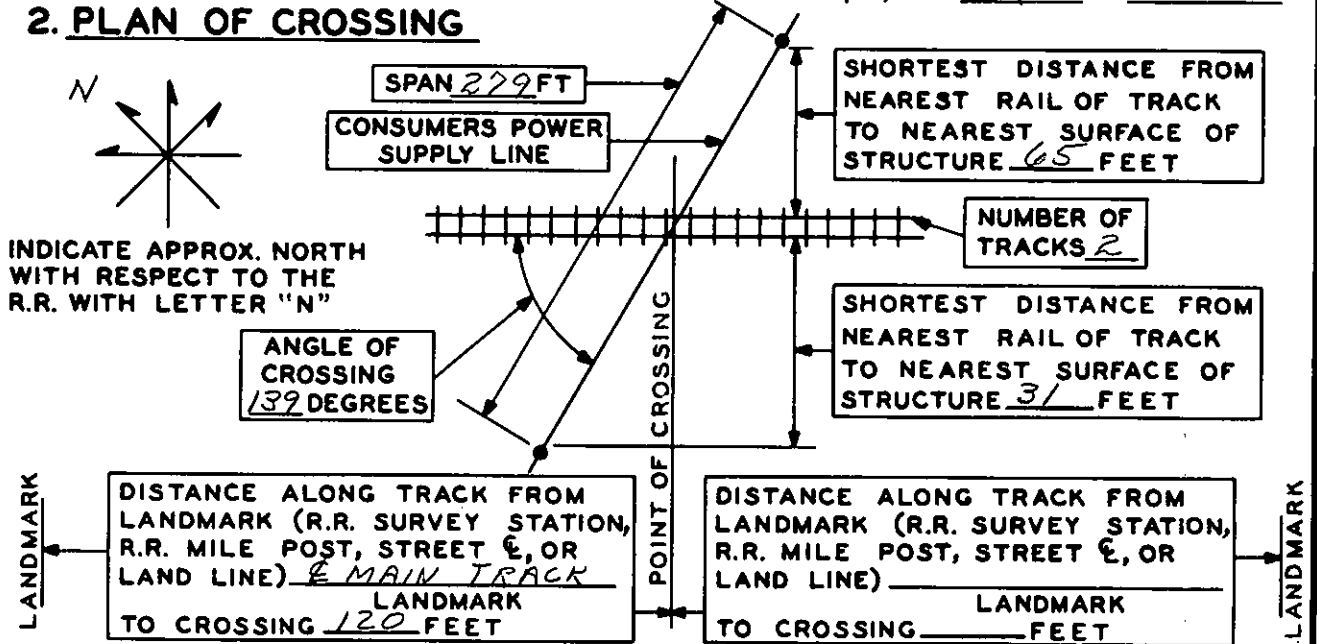 2. PLAN OF CROSSING
N
INDICATE APPROX. NORTH
WITH RESPECT TO THE
R.R. WITH LETTER "N"
SPAN 279 FT
CONSUMERS POWER
SUPPLY LINE
SHORTEST DISTANCE FROM
NEAREST RAIL OF TRACK
TO NEAREST SURFACE OF
STRUCTURE 65 FEET
NUMBER OF
TRACKS 2
ANGLE OF
CROSSING
139 DEGREES
SHORTEST DISTANCE FROM
NEAREST RAIL OF TRACK
TO NEAREST SURFACE OF
STRUCTURE 31 FEET
POINT OF CROSSING
LANDMARK
DISTANCE ALONG TRACK FROM
LANDMARK (R.R. SURVEY STATION,
R.R. MILE POST, STREET ℄, OR
LAND LINE) ℄ MAIN TRACK
LANDMARK
TO CROSSING 120 FEET
DISTANCE ALONG TRACK FROM
LANDMARK (R.R. SURVEY STATION,
R.R. MILE POST, STREET ℄, OR
LAND LINE)
LANDMARK
TO CROSSING FEET
LANDMARK